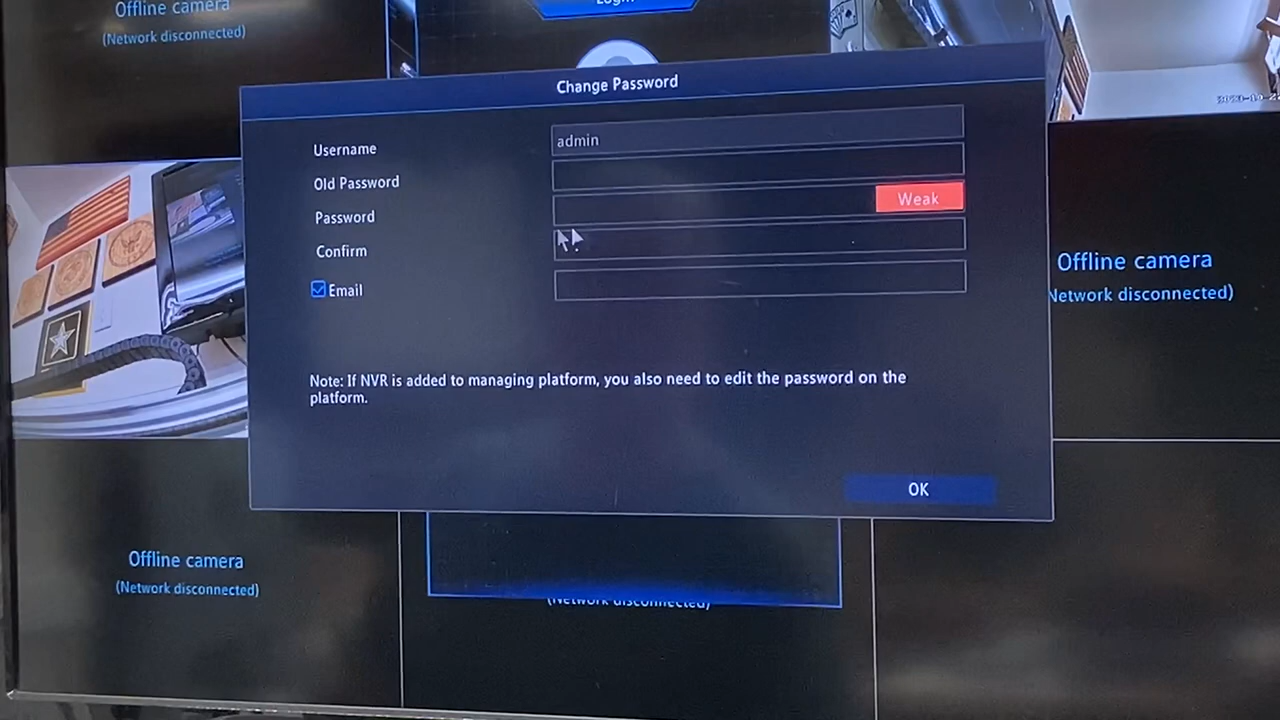 Offline camera
(Network disconnected)
Login
Change Password
Username
admin
Old Password
Password
Weak
Confirm
Email
Note: If NVR is added to managing platform, you also need to edit the password on the
platform.
OK
Offline camera
Network disconnected)
Offline camera
(Network disconnected)
(Network disconnected)